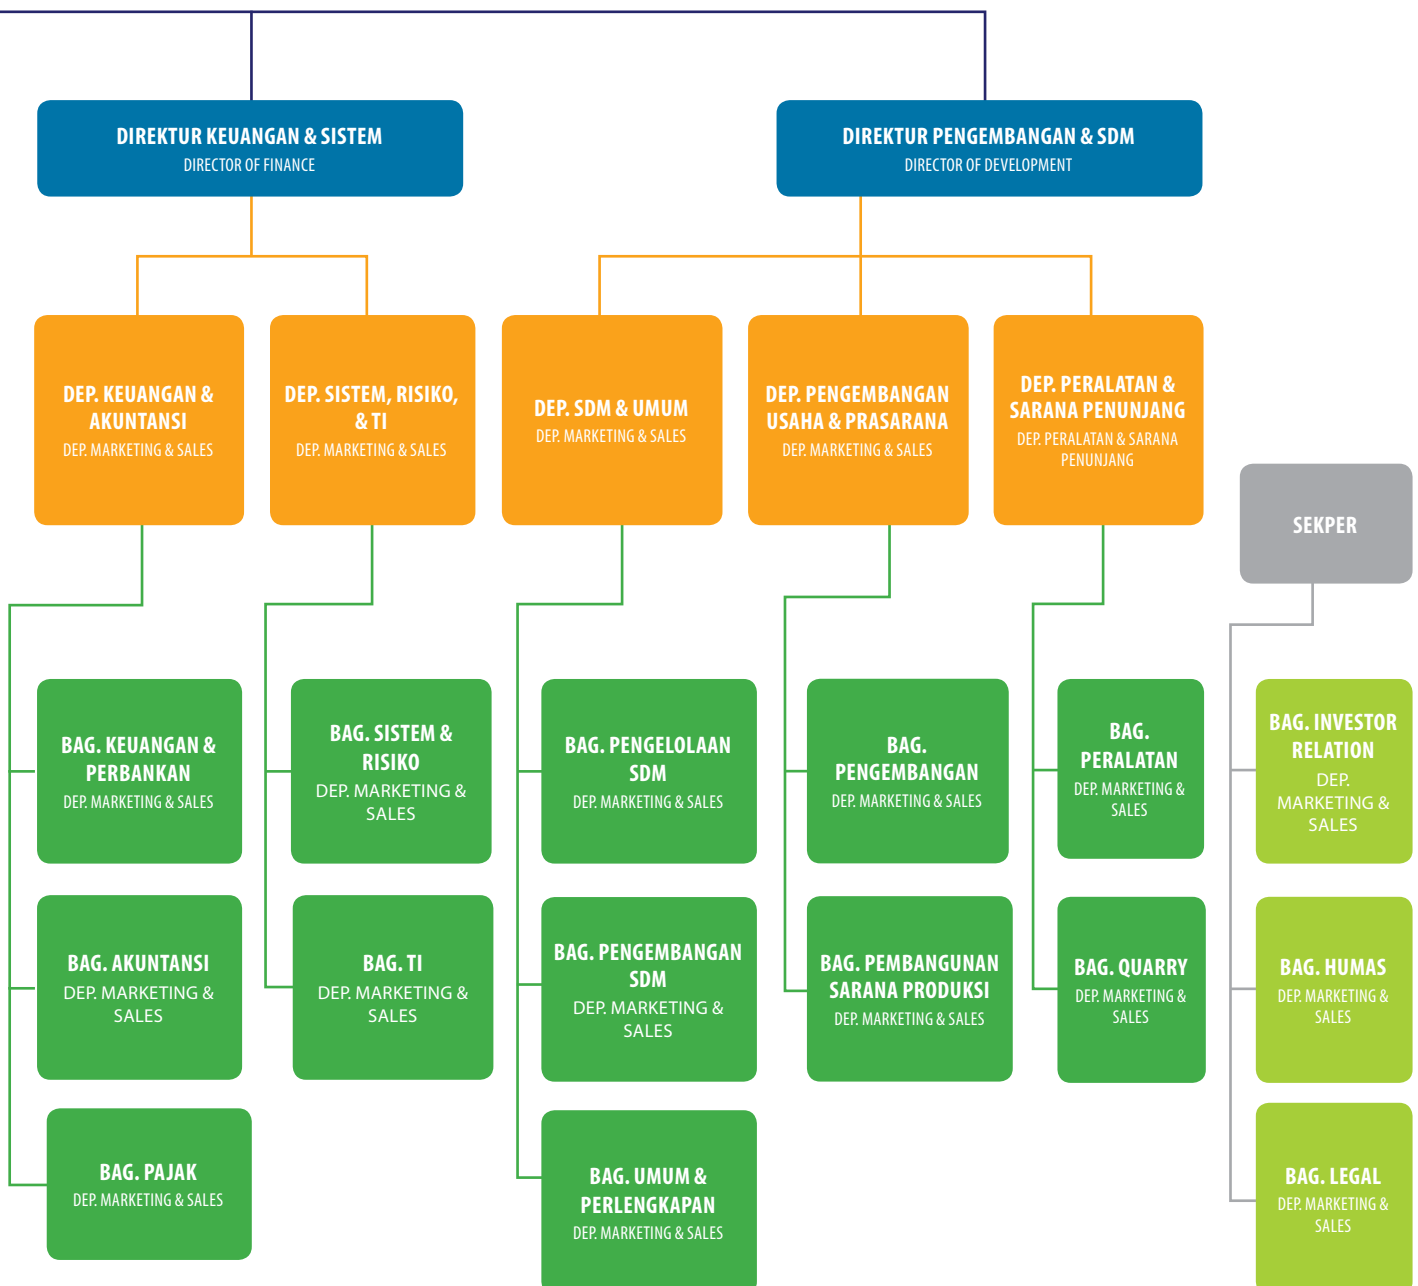 DIREKTUR KEUANGAN & SISTEM
DIRECTOR OF FINANCE
DIREKTUR PENGEMBANGAN & SDM
DIRECTOR OF DEVELOPMENT
DEP. KEUANGAN &
AKUNTANSI
DEP. MARKETING & SALES
DEP. SISTEM, RISIKO,
& TI
DEP. MARKETING & SALES
DEP. SDM & UMUM
DEP. MARKETING & SALES
DEP. PENGEMBANGAN
USAHA & PRASARANA
DEP. MARKETING & SALES
DEP. PERALATAN &
SARANA PENUNJANG
DEP. PERALATAN & SARANA
PENUNJANG
SEKPER
BAG. KEUANGAN &
PERBANKAN
DEP. MARKETING & SALES
BAG. SISTEM &
RISIKO
DEP. MARKETING &
SALES
BAG. PENGELOLAAN
SDM
DEP. MARKETING & SALES
BAG.
PENGEMBANGAN
DEP. MARKETING & SALES
BAG.
PERALATAN
DEP. MARKETING &
SALES
BAG. INVESTOR
RELATION
DEP.
MARKETING &
SALES
BAG. AKUNTANSI
DEP. MARKETING &
SALES
BAG. TI
DEP. MARKETING &
SALES
BAG. PENGEMBANGAN
SDM
DEP. MARKETING &
SALES
BAG. PEMBANGUNAN
SARANA PRODUKSI
DEP. MARKETING & SALES
BAG. QUARRY
DEP. MARKETING &
SALES
BAG. HUMAS
DEP. MARKETING &
SALES
BAG. PAJAK
DEP. MARKETING & SALES
BAG. UMUM &
PERLENGKAPAN
DEP. MARKETING & SALES
BAG. LEGAL
DEP. MARKETING &
SALES